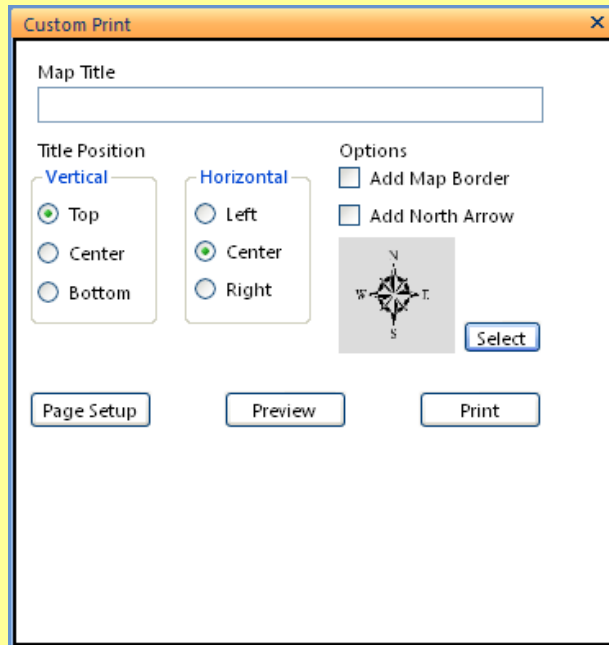 Custom Print
Map Title
Title Position
Vertical
Top
Center
Bottom
Horizontal
Left
Center
Right
Options
Add Map Border
Add North Arrow
N
W E
S
Select
Page Setup
Preview
Print